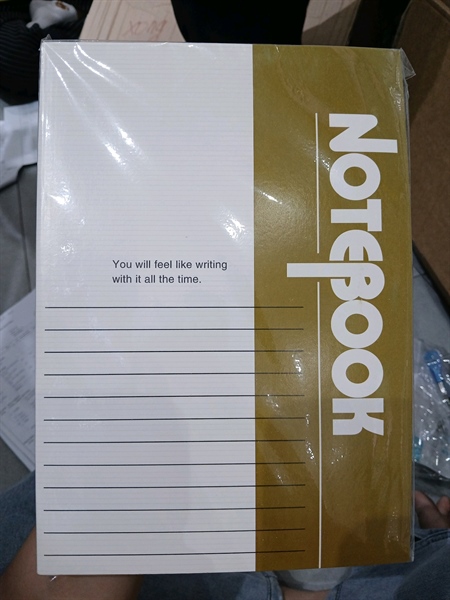 You will feel like writing
with it all the time.
NOTEBOOK